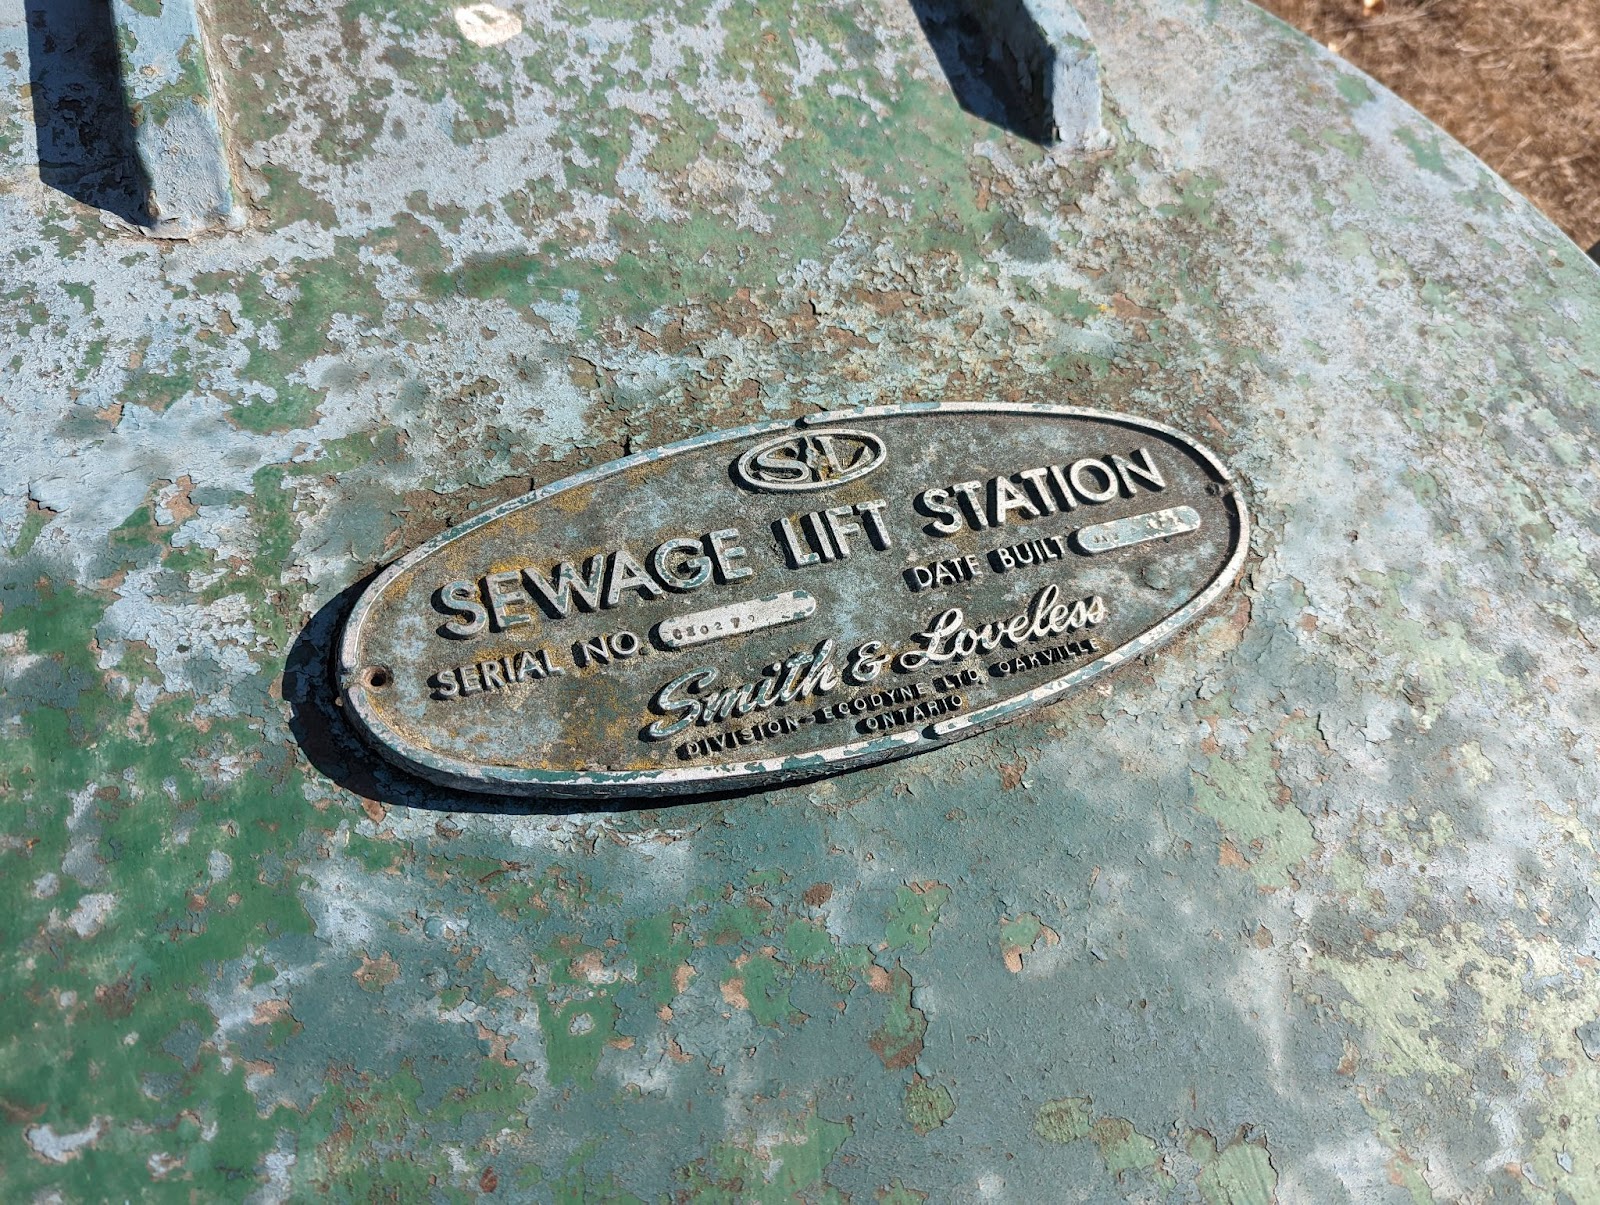 S&L
SEWAGE LIFT STATION
SERIAL NO.
DATE BUILT
Smith & Loveless
DIVISION - ECODYNE LTD, OAKVILLE
ONTARIO